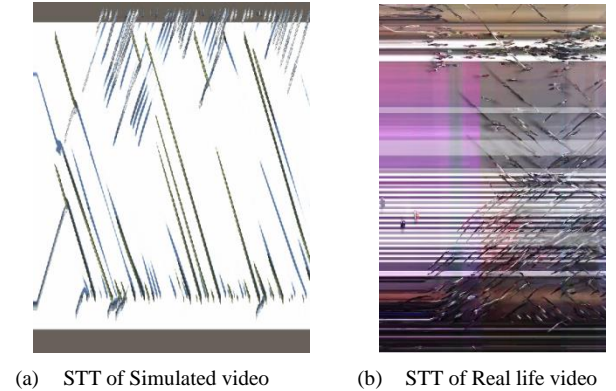 (a) STT of Simulated video
(b) STT of Real life video